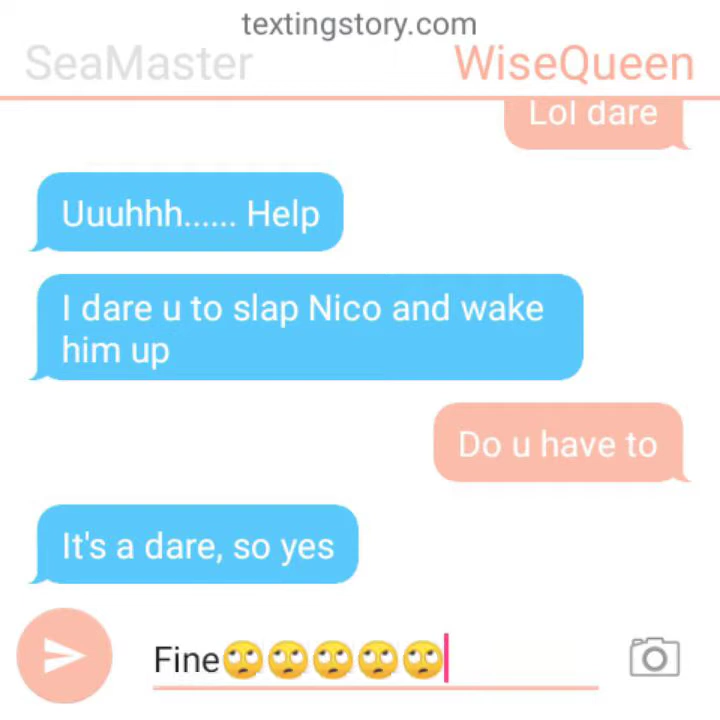 textingstory.com
SeaMaster
WiseQueen
Lol dare
Uuuhhh...... Help
I dare u to slap Nico and wake
him up
Do u have to
It's a dare, so yes
Fine🙄🙄🙄🙄🙄